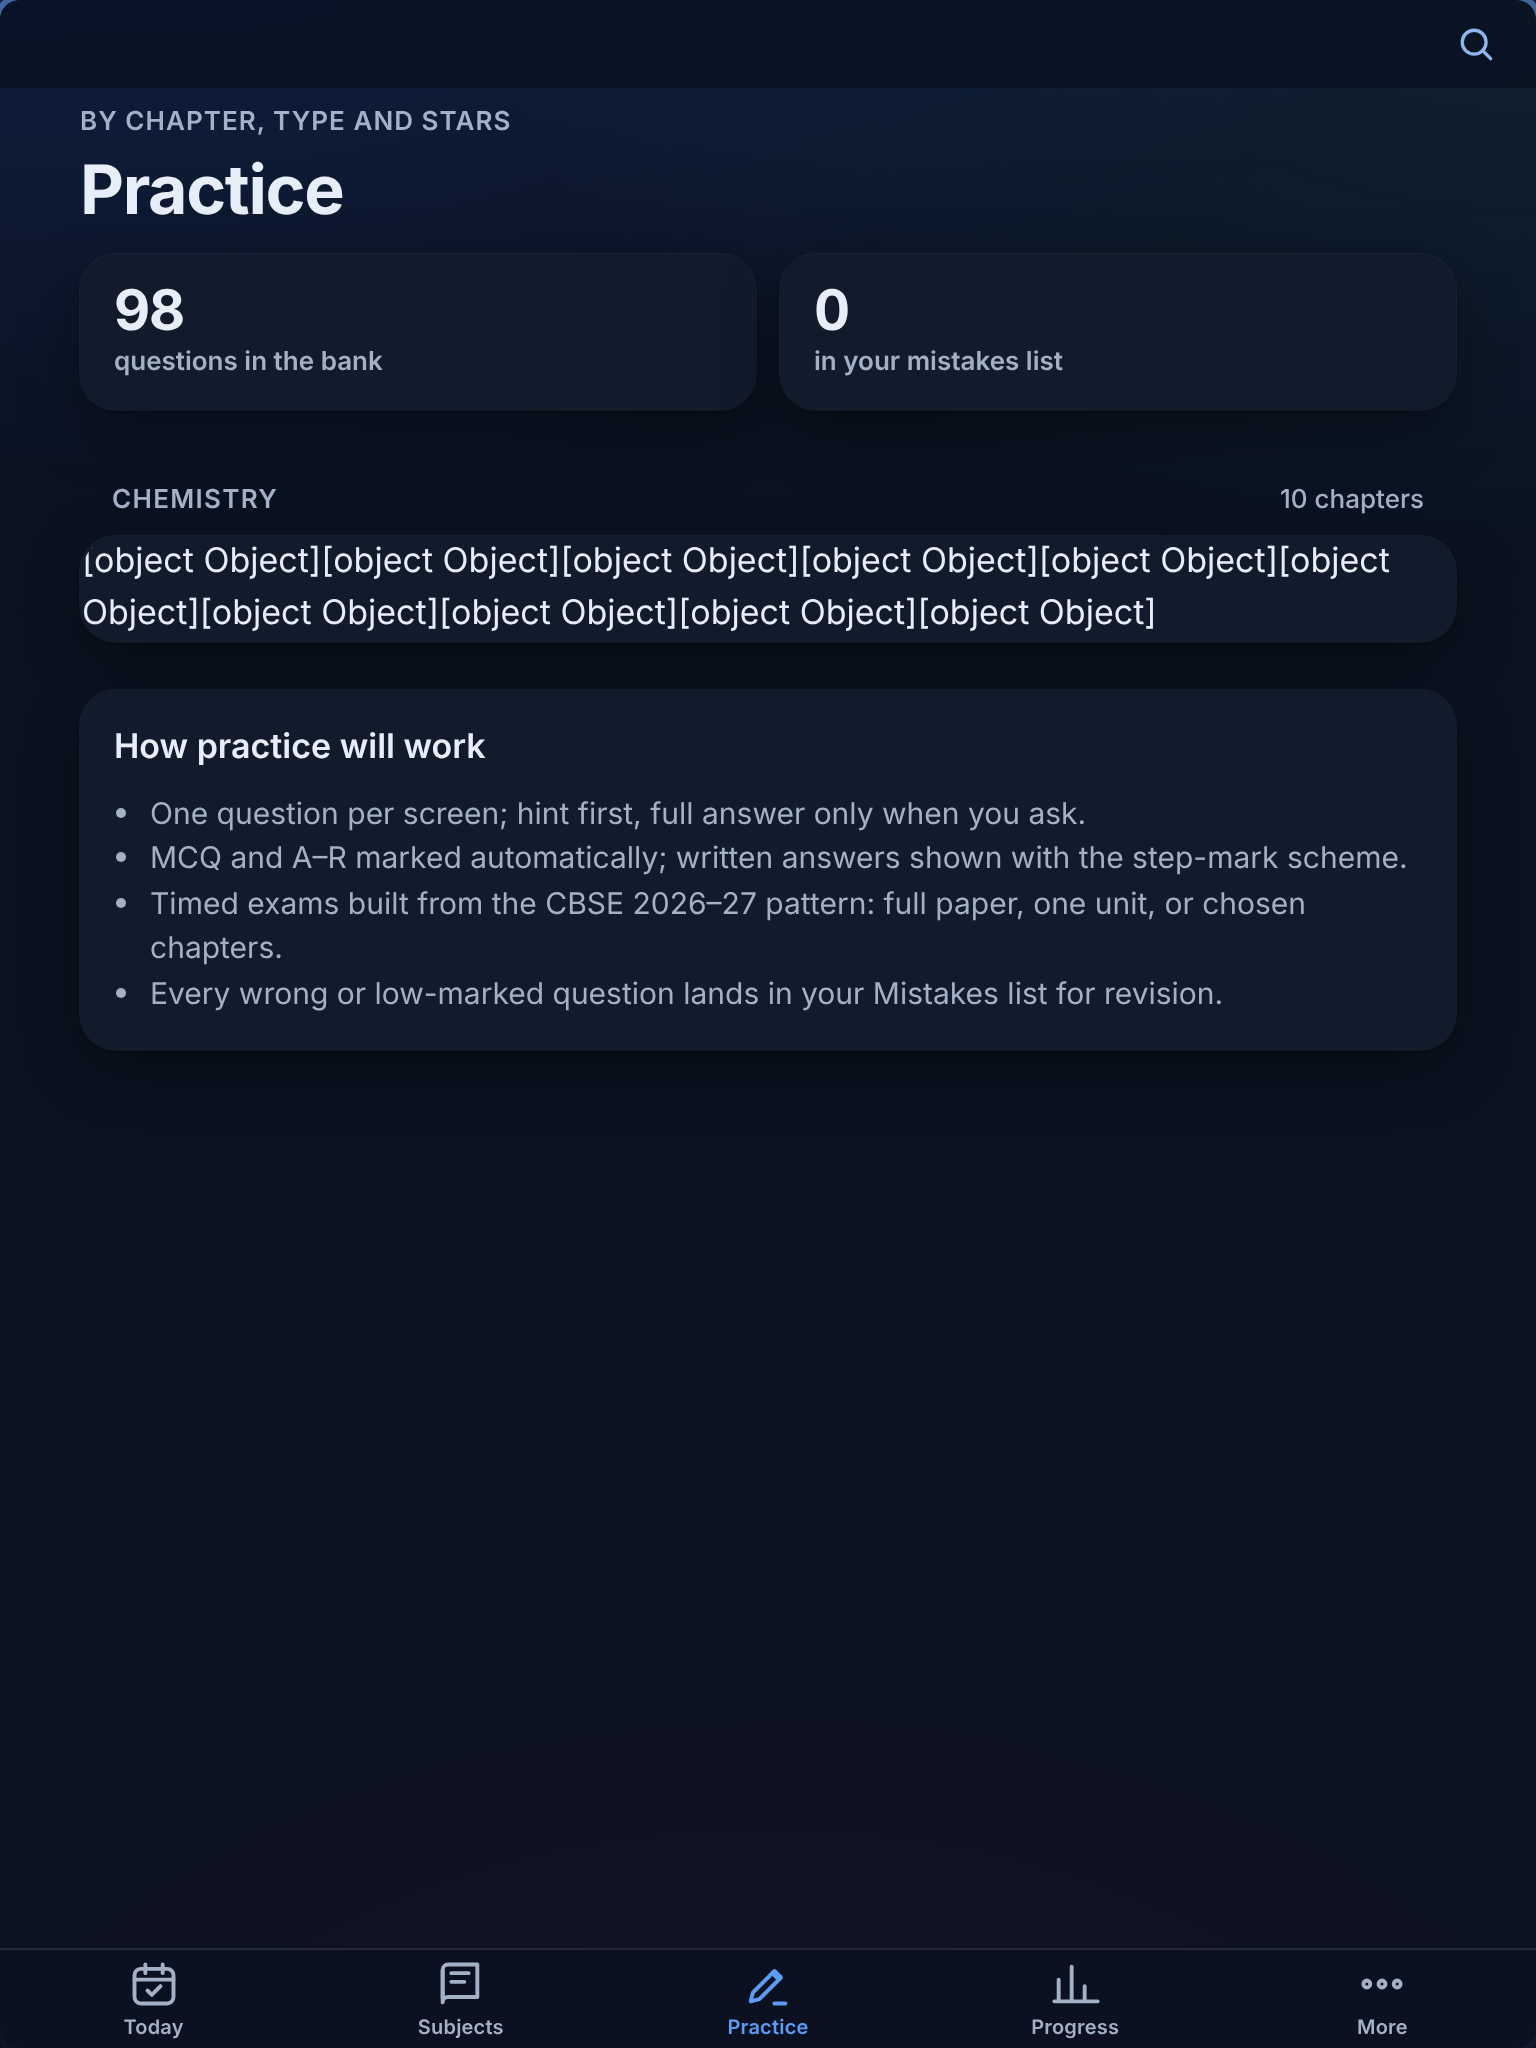 BY CHAPTER, TYPE AND STARS
Practice
98
questions in the bank
0
in your mistakes list
CHEMISTRY
10 chapters
[object Object][object Object][object Object][object Object][object Object][object
Object][object Object][object Object][object Object][object Object]
How practice will work
• One question per screen; hint first, full answer only when you ask.
• MCQ and A–R marked automatically; written answers shown with the step-mark scheme.
• Timed exams built from the CBSE 2026–27 pattern: full paper, one unit, or chosen
chapters.
• Every wrong or low-marked question lands in your Mistakes list for revision.
Today
Subjects
Practice
Progress
More